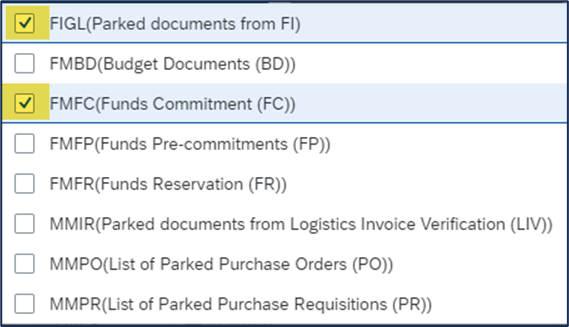 FIGL(Parked documents from FI)
FMBD(Budget Documents (BD))
FMFC(Funds Commitment (FC))
FMFP(Funds Pre-commitments (FP))
FMFR(Funds Reservation (FR))
MMIR(Parked documents from Logistics Invoice Verification (LIV))
MMPO(List of Parked Purchase Orders (PO))
MMPR(List of Parked Purchase Requisitions (PR))